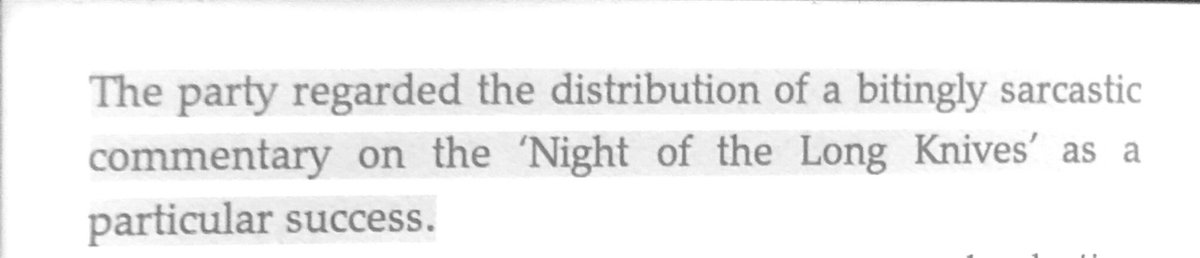 The party regarded the distribution of a bitingly sarcastic
commentary on the ‘Night of the Long Knives’ as a
particular success.